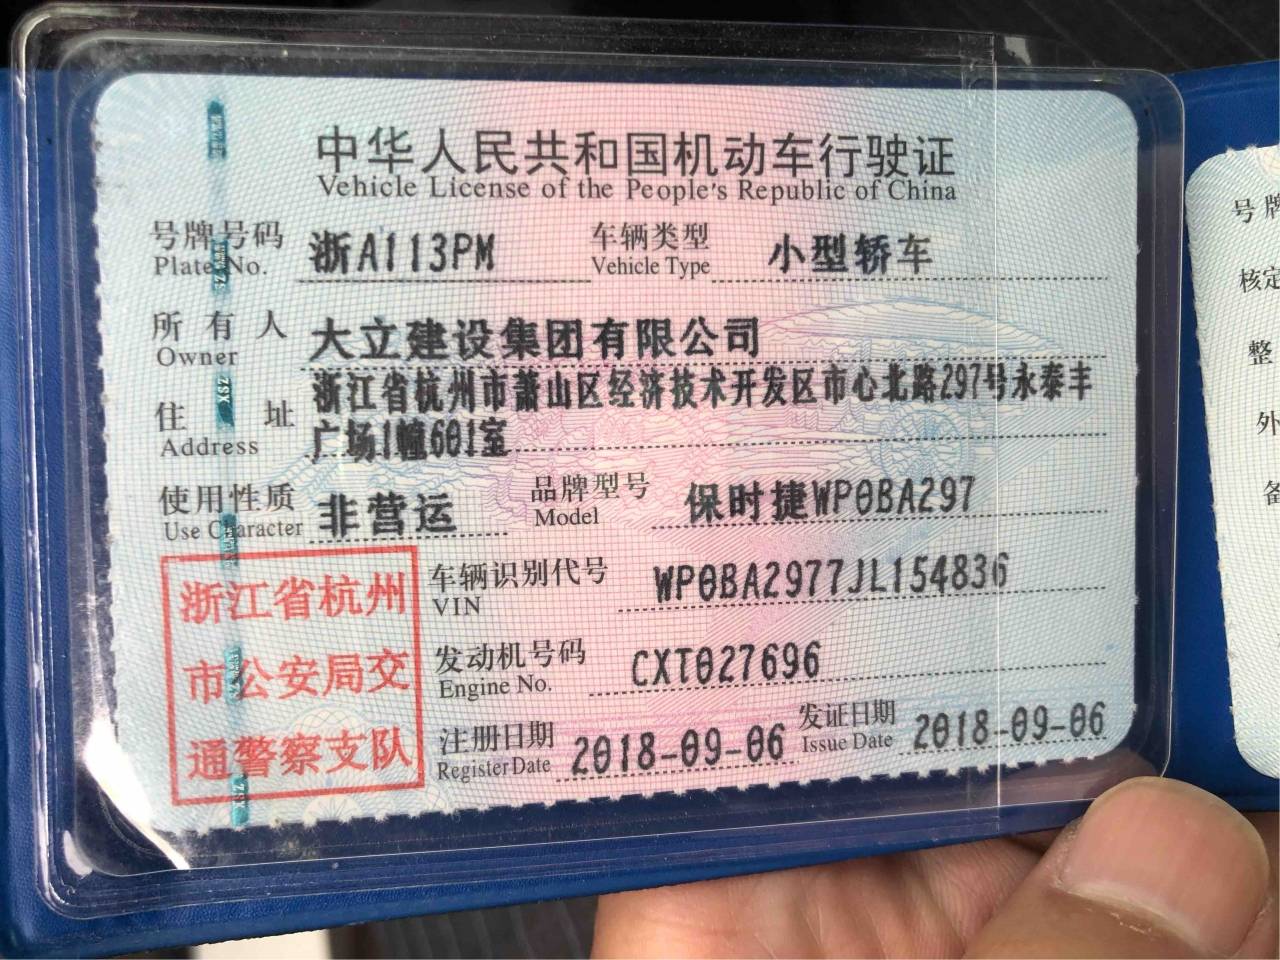 中华人民共和国机动车行驶证
Vehicle License of the People's Republic of China
号牌号码 浙A113PM 车辆类型 小型轿车
Plate No. Vehicle Type
所有人 大立建设集团有限公司
Owner
住址 浙江省杭州市萧山区经济技术开发区市心北路297号永泰丰
Address 广场1幢601室
使用性质 非营运 品牌型号 保时捷WP0BA297
Use Character Model
浙江省杭州
市公安局交
通警察支队
车辆识别代号 WP0BA2977JL154836
VIN
发动机号码 CXT027696
Engine No.
注册日期 2018-09-06 发证日期 2018-09-06
Register Date Issue Date
号牌
核定
整
外
备